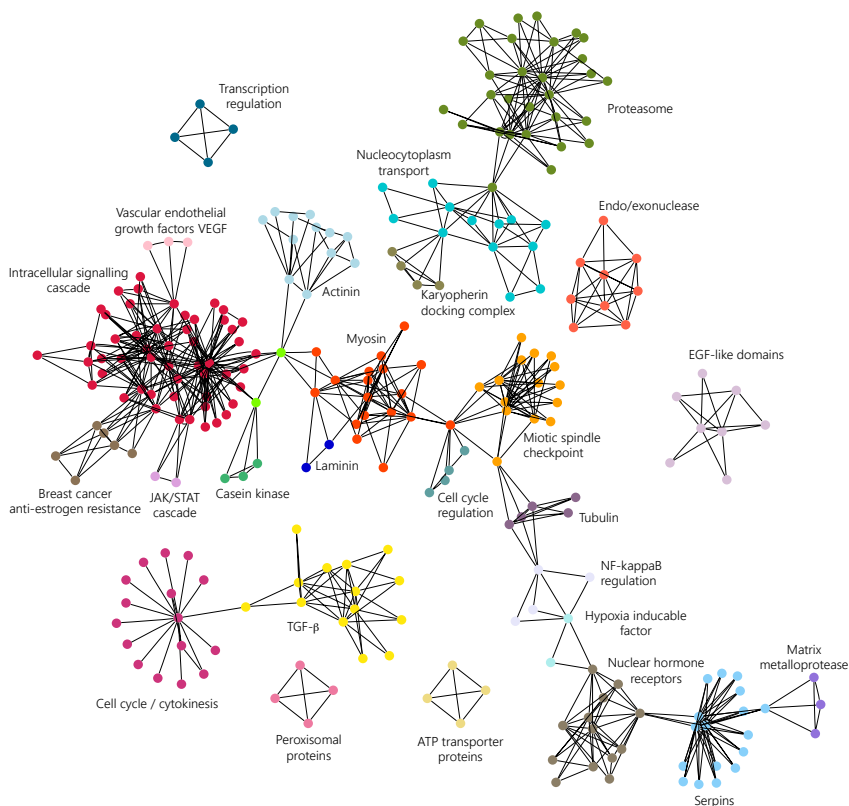 Transcription
regulation
Proteasome
Nucleocytoplasm
transport
Vascular endothelial
growth factors VEGF
Endo/exonuclease
Intracellular signalling
cascade
Actinin
Karyopherin
docking complex
Myosin
EGF-like domains
Miotic spindle
checkpoint
Laminin
Breast cancer
anti-estrogen resistance
JAK/STAT
cascade
Casein kinase
Cell cycle
regulation
Tubulin
NF-kappaB
regulation
TGF-β
Hypoxia inducable
factor
Nuclear hormone
receptors
Matrix
metalloprotease
Cell cycle / cytokinesis
Peroxisomal
proteins
ATP transporter
proteins
Serpins